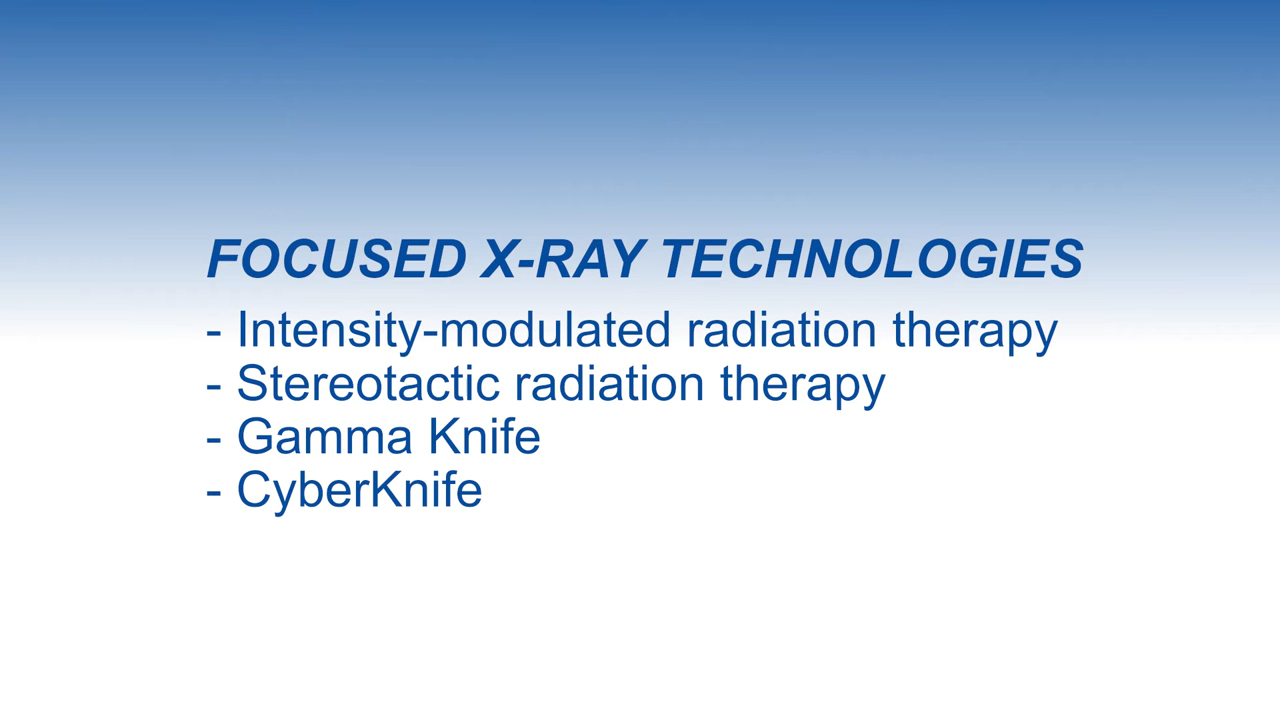 FOCUSED X-RAY TECHNOLOGIES
- Intensity-modulated radiation therapy
- Stereotactic radiation therapy
- Gamma Knife
- CyberKnife